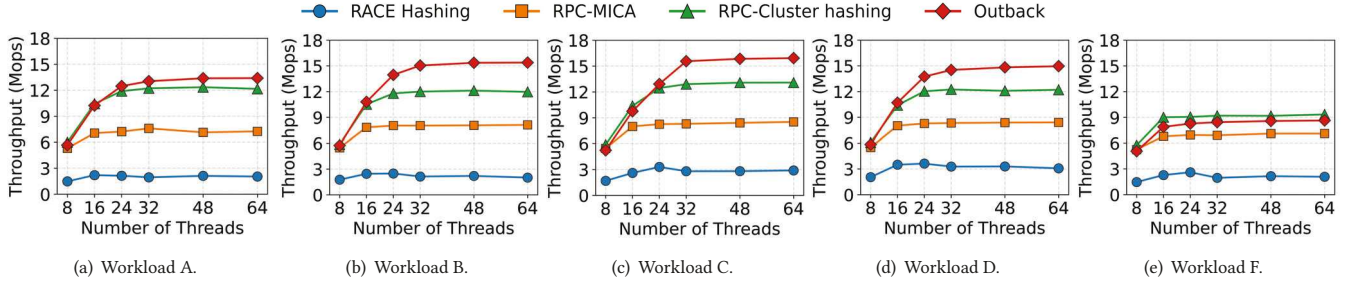 RACE Hashing RPC-MICA RPC-Cluster hashing Outback
Throughput (Mops)
18
15
12
9
6
3
0
8 16 24 32 48 64
Number of Threads
(a) Workload A.
Throughput (Mops)
18
15
12
9
6
3
0
8 16 24 32 48 64
Number of Threads
(b) Workload B.
Throughput (Mops)
18
15
12
9
6
3
0
8 16 24 32 48 64
Number of Threads
(c) Workload C.
Throughput (Mops)
18
15
12
9
6
3
0
8 16 24 32 48 64
Number of Threads
(d) Workload D.
Throughput (Mops)
18
15
12
9
6
3
0
8 16 24 32 48 64
Number of Threads
(e) Workload F.